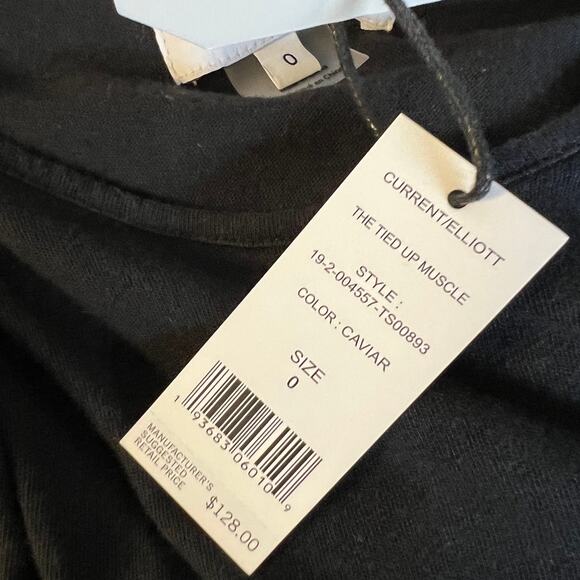 0
CURRENT/ELLIOTT
THE TIED UP MUSCLE
STYLE :
19-2-004557-TS00893
COLOR : CAVIAR
SIZE
0
1 93683 06010 9
MANUFACTURER'S
SUGGESTED
RETAIL PRICE
$128.00